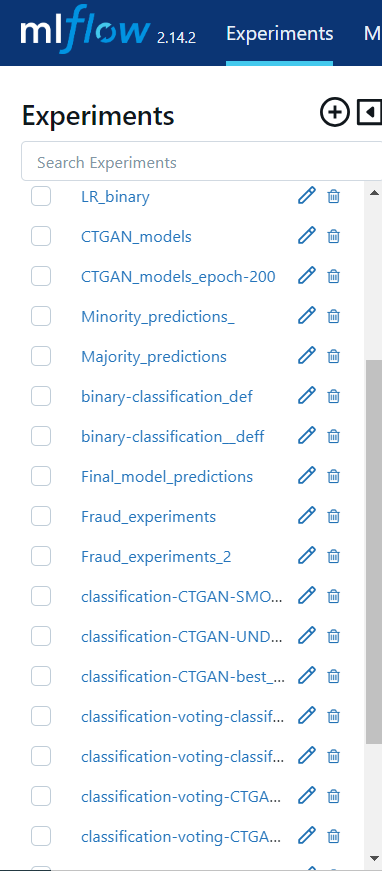 mlflow 2.14.2 Experiments M
Experiments
Search Experiments
LR_binary
CTGAN_models
CTGAN_models_epoch-200
Minority_predictions_
Majority_predictions
binary-classification_def
binary-classification__deff
Final_model_predictions
Fraud_experiments
Fraud_experiments_2
classification-CTGAN-SMO...
classification-CTGAN-UND...
classification-CTGAN-best_...
classification-voting-classif...
classification-voting-classif...
classification-voting-CTGA...
classification-voting-CTGA...